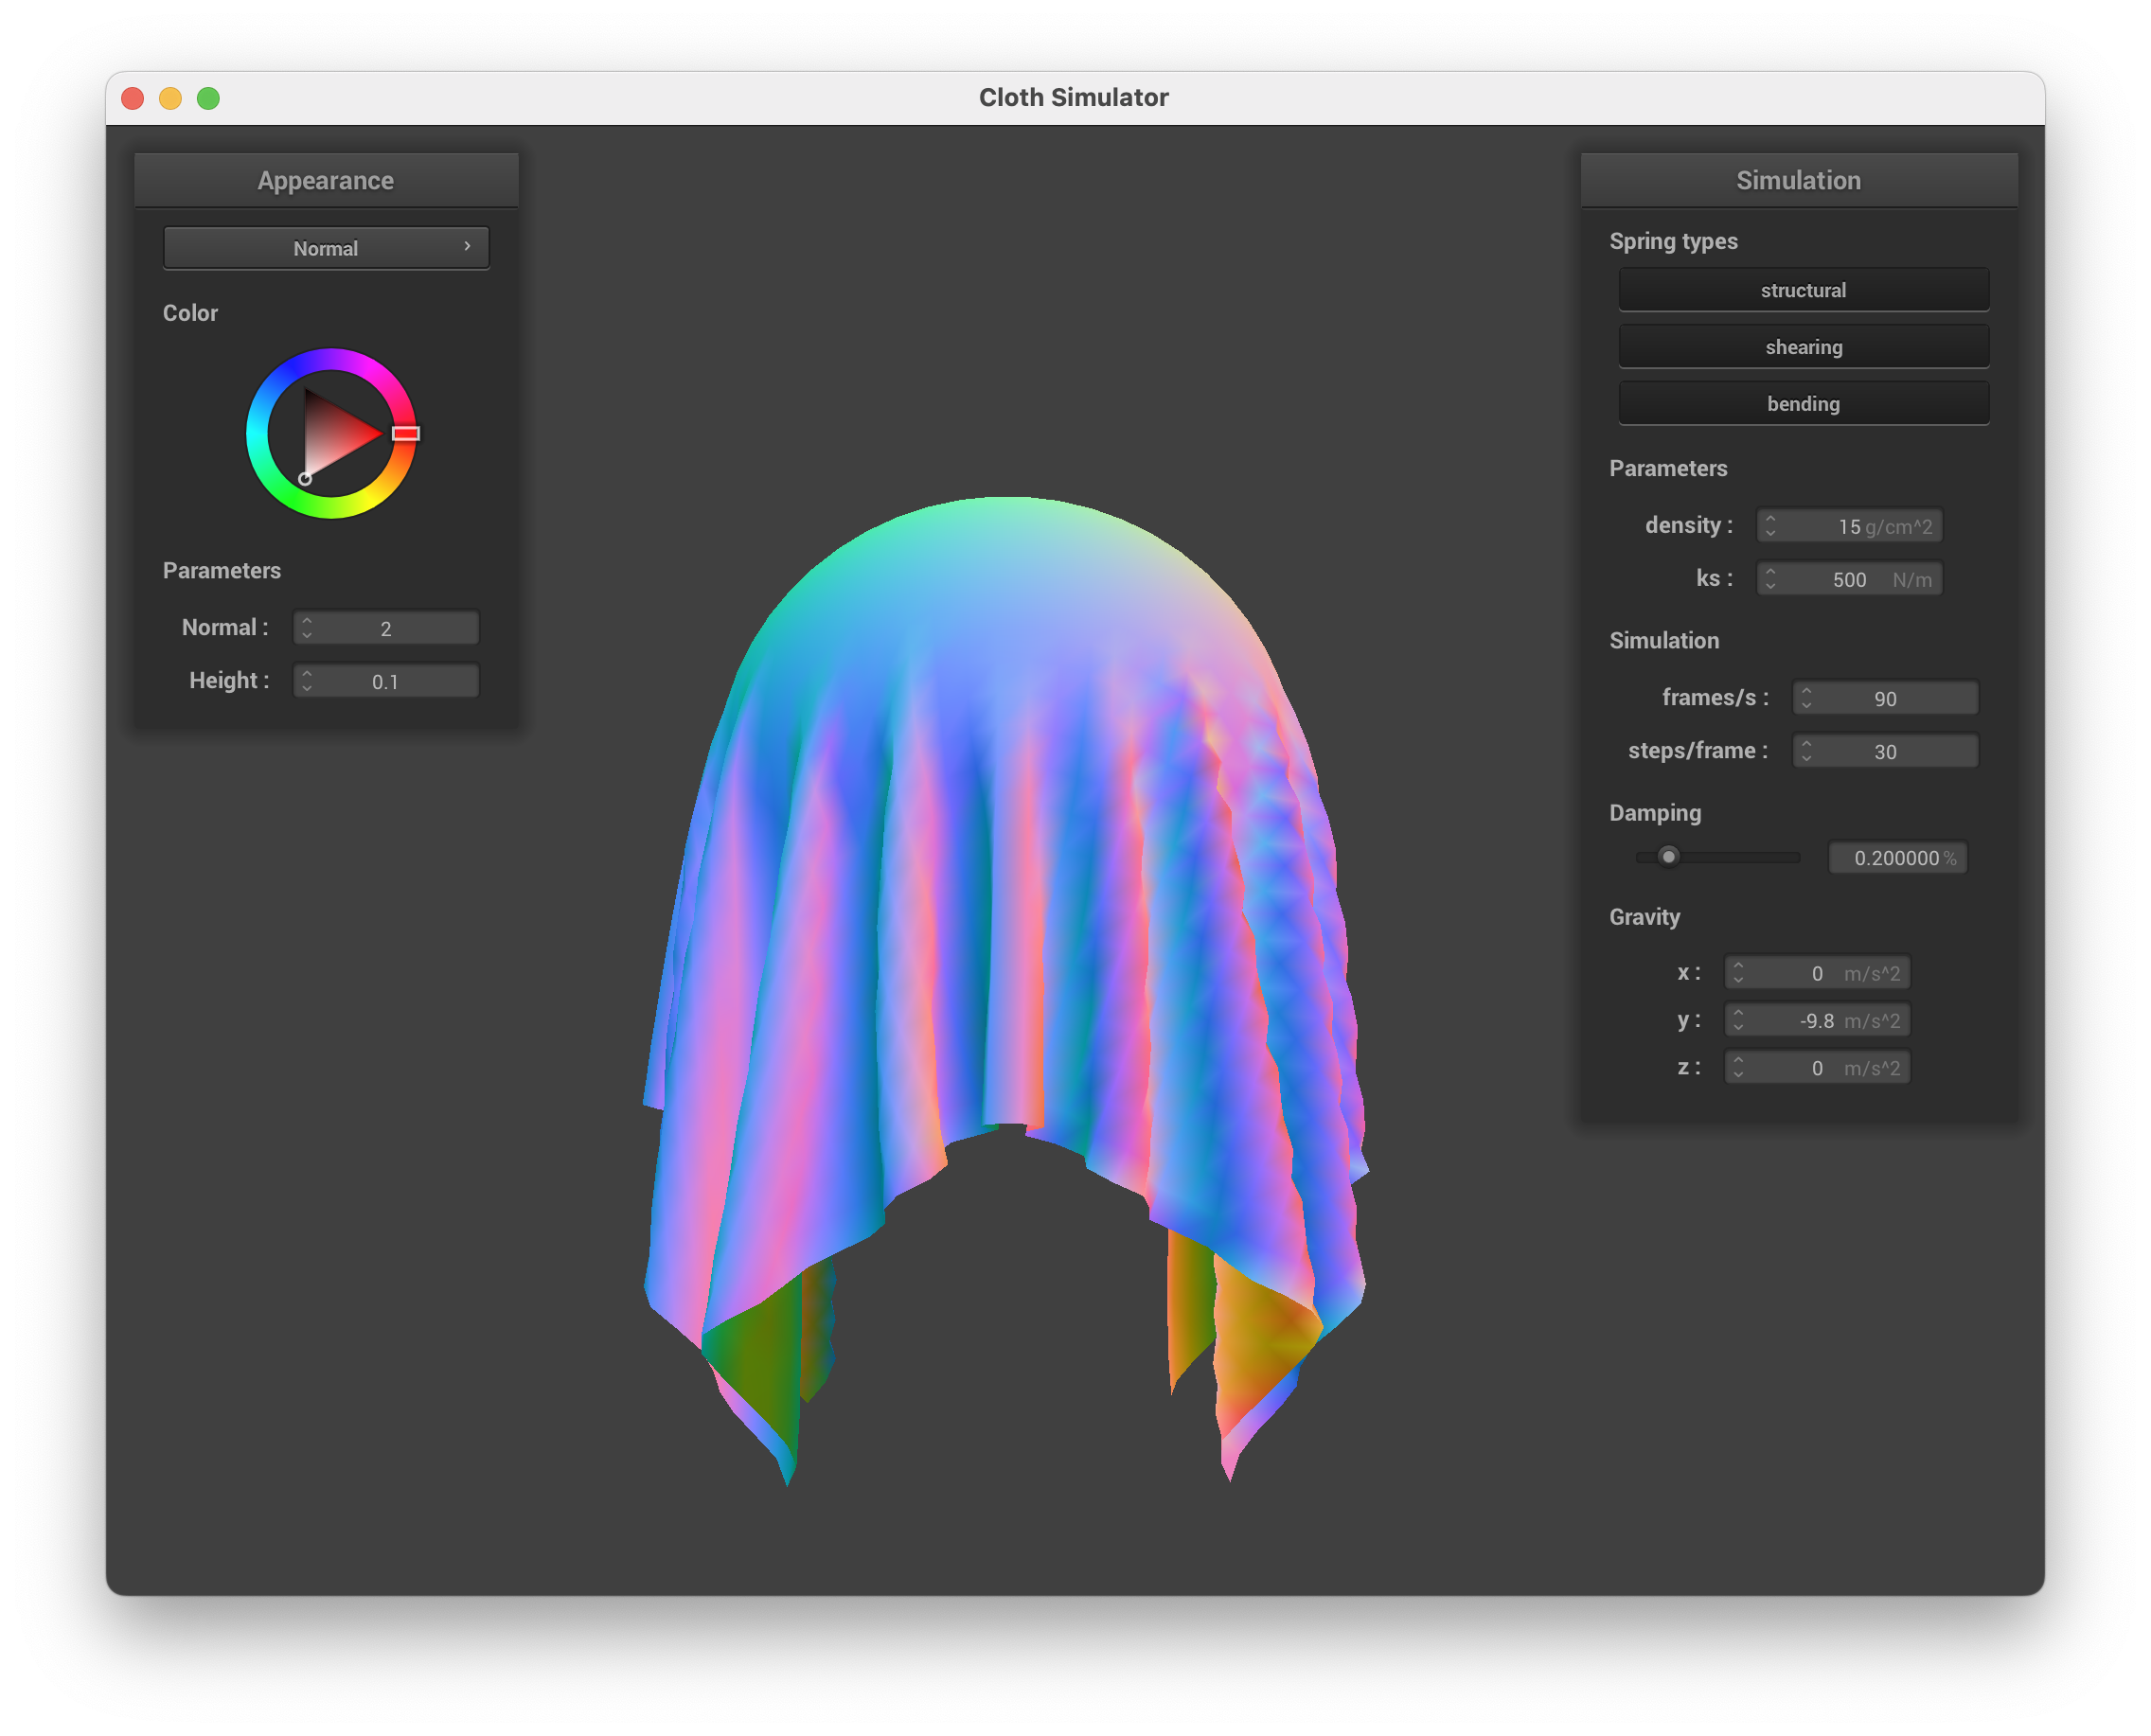 Cloth Simulator
Appearance
Normal
Color
Parameters
Normal : 2
Height : 0.1
Simulation
Spring types
structural
shearing
bending
Parameters
density : 15 g/cm^2
ks : 500 N/m
Simulation
frames/s : 90
steps/frame : 30
Damping
0.200000 %
Gravity
x : 0 m/s^2
y : -9.8 m/s^2
z : 0 m/s^2